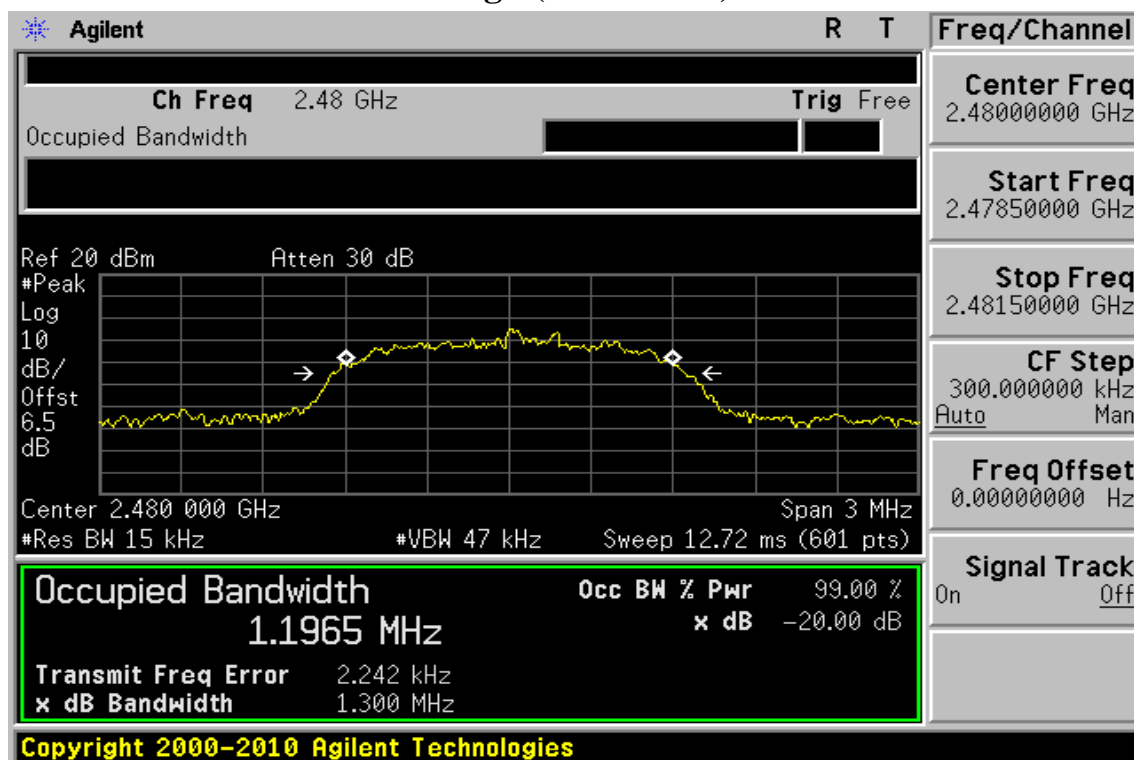 Agilent R T
Freq/Channel
Ch Freq 2.48 GHz Trig Free
Occupied Bandwidth
Center Freq
2.48000000 GHz
Start Freq
2.47850000 GHz
Stop Freq
2.48150000 GHz
CF Step
300.000000 kHz
Auto Man
Freq Offset
0.00000000 Hz
Signal Track
On Off
Ref 20 dBm Atten 30 dB
#Peak
Log
10
dB/
Offst
6.5
dB
Center 2.480 000 GHz Span 3 MHz
#Res BW 15 kHz #VBW 47 kHz Sweep 12.72 ms (601 pts)
Occupied Bandwidth Occ BW % Pwr 99.00 %
1.1965 MHz x dB -20.00 dB
Transmit Freq Error 2.242 kHz
x dB Bandwidth 1.300 MHz
Copyright 2000-2010 Agilent Technologies